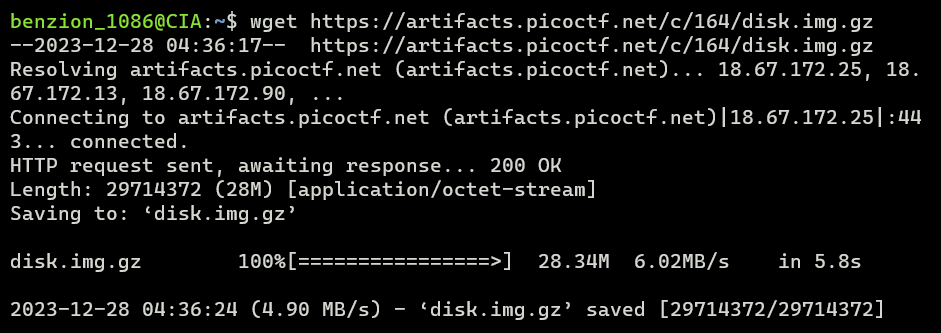 benzion_1086@CIA:~$ wget https://artifacts.picoctf.net/c/164/disk.img.gz
--2023-12-28 04:36:17--  https://artifacts.picoctf.net/c/164/disk.img.gz
Resolving artifacts.picoctf.net (artifacts.picoctf.net)... 18.67.172.25, 18.
67.172.13, 18.67.172.90, ...
Connecting to artifacts.picoctf.net (artifacts.picoctf.net)|18.67.172.25|:44
3... connected.
HTTP request sent, awaiting response... 200 OK
Length: 29714372 (28M) [application/octet-stream]
Saving to: ‘disk.img.gz’

disk.img.gz        100%[================>]  28.34M  6.02MB/s    in 5.8s

2023-12-28 04:36:24 (4.90 MB/s) - ‘disk.img.gz’ saved [29714372/29714372]